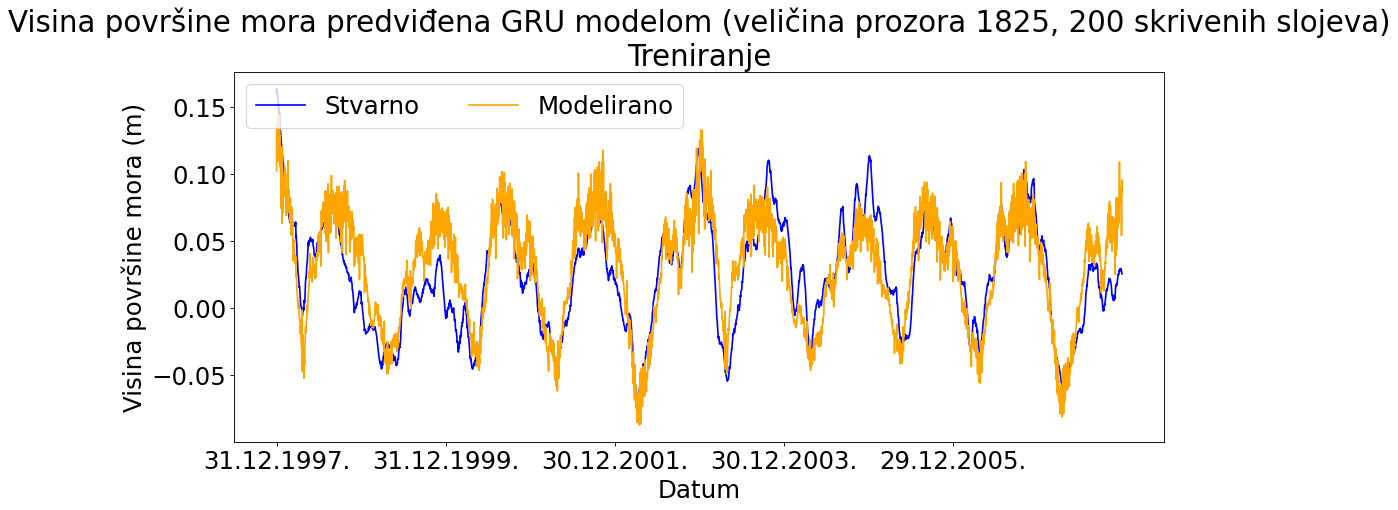 Visina površine mora predviđena GRU modelom (veličina prozora 1825, 200 skrivenih slojeva)
Treniranje
Stvarno
Modelirano
Visina površine mora (m)
0.15
0.10
0.05
0.00
−0.05
31.12.1997.
31.12.1999.
30.12.2001.
30.12.2003.
29.12.2005.
Datum